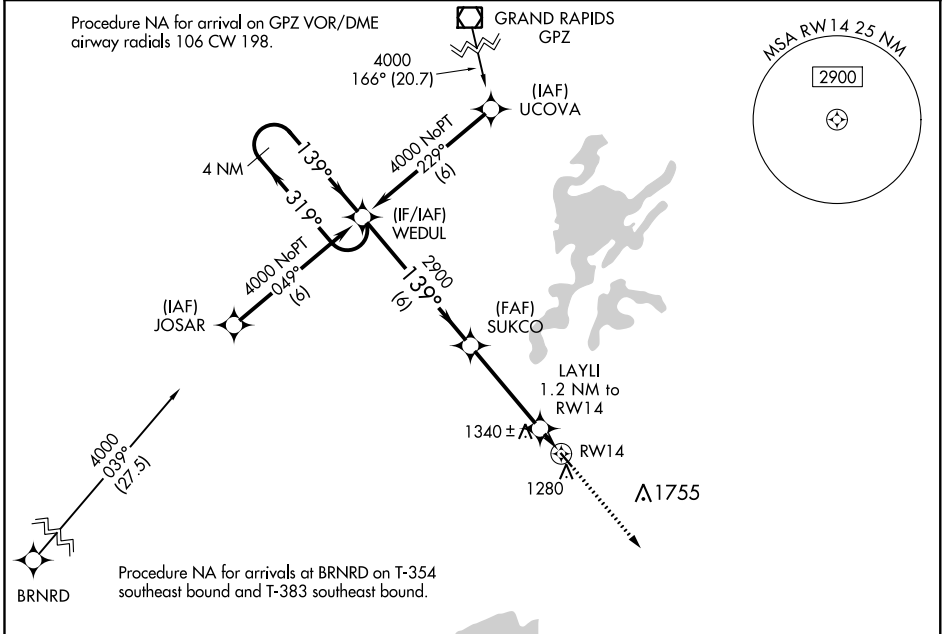 Procedure NA for arrival on GPZ VOR/DME
airway radials 106 CW 198.
GRAND RAPIDS
GPZ
4000
166° (20.7)
(IAF)
UCOVA
MSA RW14 25 NM
2900
4000 NoPT
229°
(6)
4 NM
139°
319°
(IF/IAF)
WEDUL
4000 NoPT
049°
(6)
(IAF)
JOSAR
2900
139°
(6)
(FAF)
SUKCO
LAYLI
1.2 NM to
RW14
1340 ±
RW14
1280
1755
4000
039°
(27.5)
BRNRD
Procedure NA for arrivals at BRNRD on T-354
southeast bound and T-383 southeast bound.